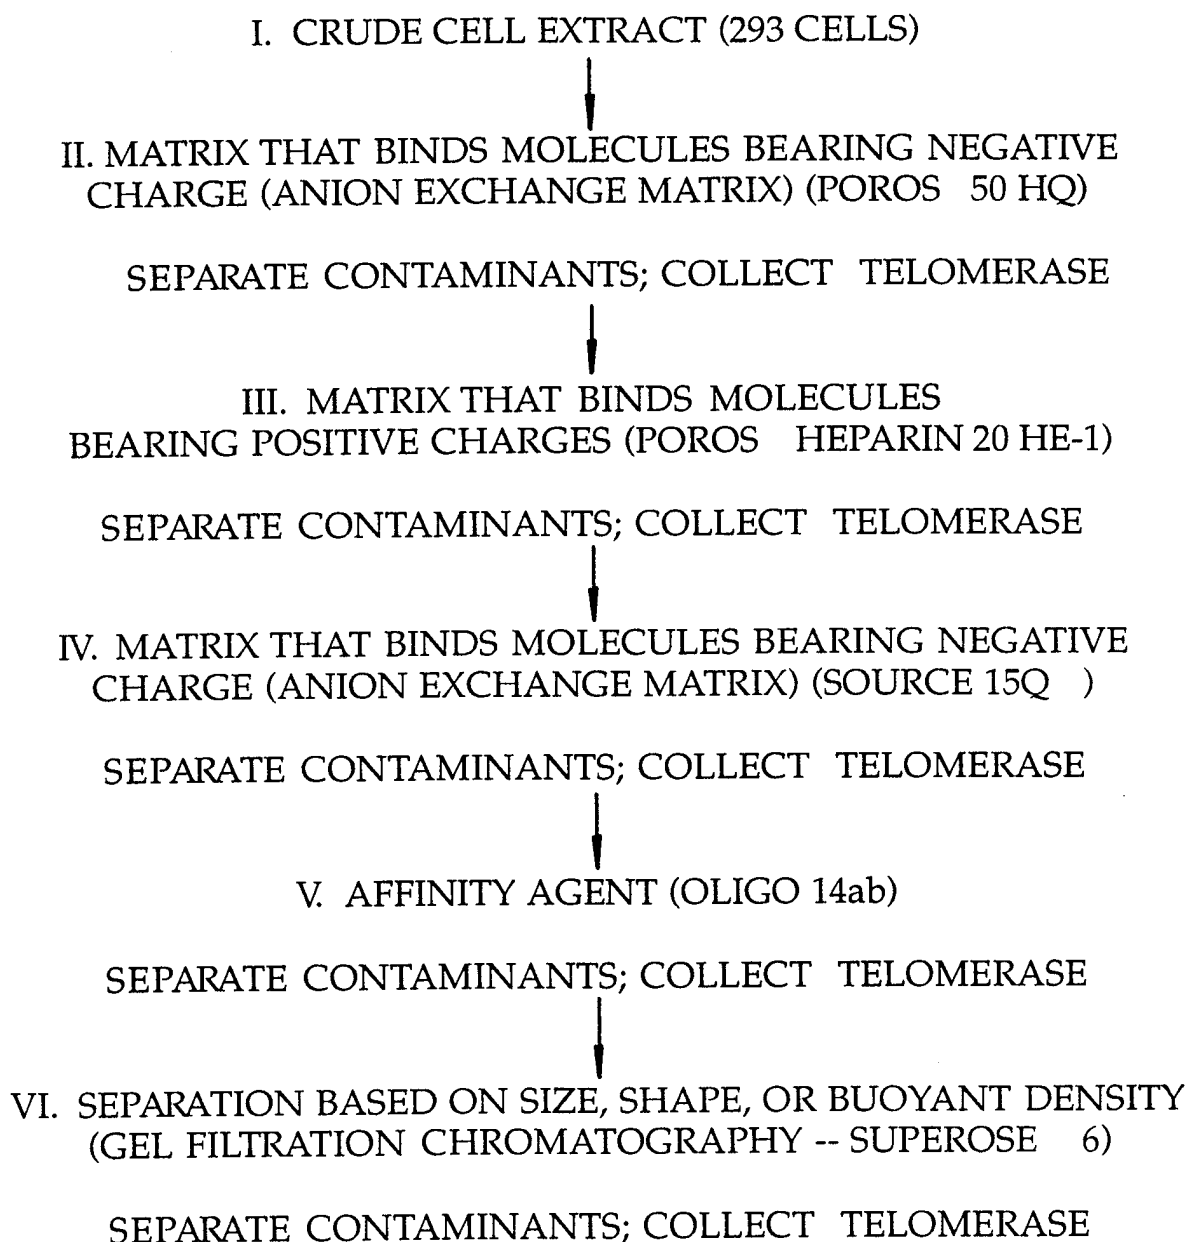 I. CRUDE CELL EXTRACT (293 CELLS)
II. MATRIX THAT BINDS MOLECULES BEARING NEGATIVE
CHARGE (ANION EXCHANGE MATRIX) (POROS 50 HQ)
SEPARATE CONTAMINANTS; COLLECT TELOMERASE
III. MATRIX THAT BINDS MOLECULES
BEARING POSITIVE CHARGES (POROS HEPARIN 20 HE-1)
SEPARATE CONTAMINANTS; COLLECT TELOMERASE
IV. MATRIX THAT BINDS MOLECULES BEARING NEGATIVE
CHARGE (ANION EXCHANGE MATRIX) (SOURCE 15Q )
SEPARATE CONTAMINANTS; COLLECT TELOMERASE
V. AFFINITY AGENT (OLIGO 14ab)
SEPARATE CONTAMINANTS; COLLECT TELOMERASE
VI. SEPARATION BASED ON SIZE, SHAPE, OR BUOYANT DENSITY
(GEL FILTRATION CHROMATOGRAPHY -- SUPEROSE 6)
SEPARATE CONTAMINANTS; COLLECT TELOMERASE